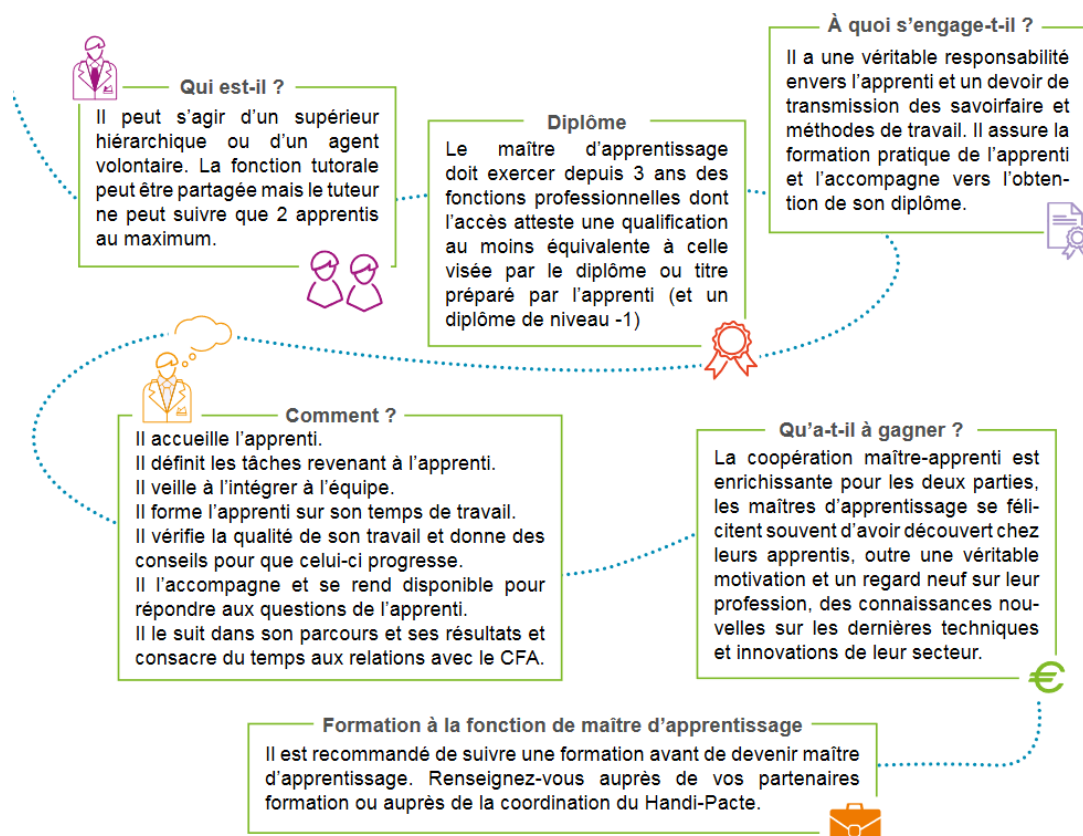 Qui est-il ?
Il peut s’agir d’un supérieur
hiérarchique ou d’un agent
volontaire. La fonction tutorale
peut être partagée mais le tuteur
ne peut suivre que 2 apprentis
au maximum.
Diplôme
Le maître d’apprentissage
doit exercer depuis 3 ans des
fonctions professionnelles dont
l’accès atteste une qualification
au moins équivalente à celle
visée par le diplôme ou titre
préparé par l’apprenti (et un
diplôme de niveau -1)
À quoi s’engage-t-il ?
Il a une véritable responsabilité
envers l’apprenti et un devoir de
transmission des savoirfaire et
méthodes de travail. Il assure la
formation pratique de l’apprenti
et l’accompagne vers l’obten-
tion de son diplôme.
Comment ?
Il accueille l’apprenti.
Il définit les tâches revenant à l’apprenti.
Il veille à l’intégrer à l’équipe.
Il forme l’apprenti sur son temps de travail.
Il vérifie la qualité de son travail et donne des
conseils pour que celui-ci progresse.
Il l’accompagne et se rend disponible pour
répondre aux questions de l’apprenti.
Il le suit dans son parcours et ses résultats et
consacre du temps aux relations avec le CFA.
Qu’a-t-il à gagner ?
La coopération maître-apprenti est
enrichissante pour les deux parties,
les maîtres d’apprentissage se féli-
citent souvent d’avoir découvert chez
leurs apprentis, outre une véritable
motivation et un regard neuf sur leur
profession, des connaissances nou-
velles sur les dernières techniques
et innovations de leur secteur.
€
Formation à la fonction de maître d’apprentissage
Il est recommandé de suivre une formation avant de devenir maître
d’apprentissage. Renseignez-vous auprès de vos partenaires
formation ou auprès de la coordination du Handi-Pacte.